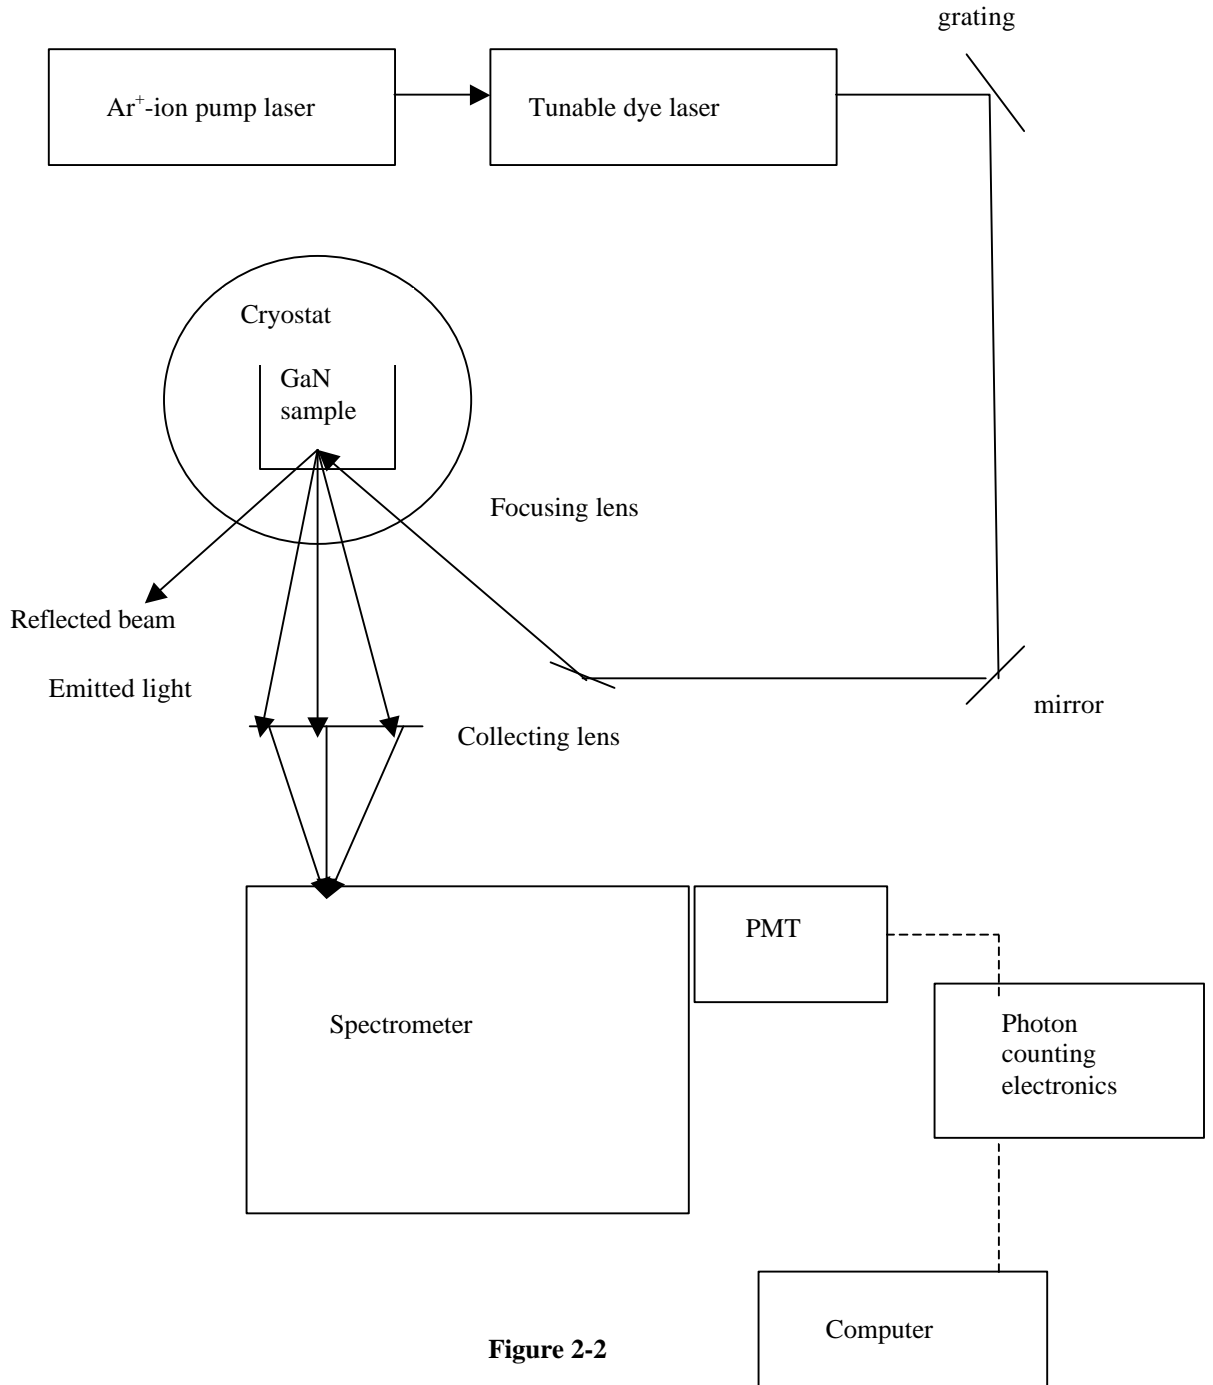 grating
Ar⁺-ion pump laser
Tunable dye laser
Cryostat
GaN
sample
Focusing lens
Reflected beam
Emitted light
mirror
Collecting lens
PMT
Spectrometer
Photon
counting
electronics
Computer
Figure 2-2